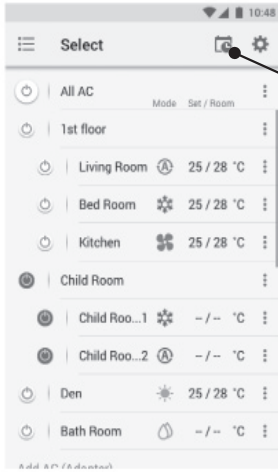 10:48
Select
All AC
Mode Set / Room
1st floor
Living Room A 25 / 28 °C
Bed Room 25 / 28 °C
Kitchen 25 / 28 °C
Child Room
Child Roo...1 -- / -- °C
Child Roo...2 A -- / -- °C
Den 25 / 28 °C
Bath Room -- / -- °C
Add AC (Adapter)